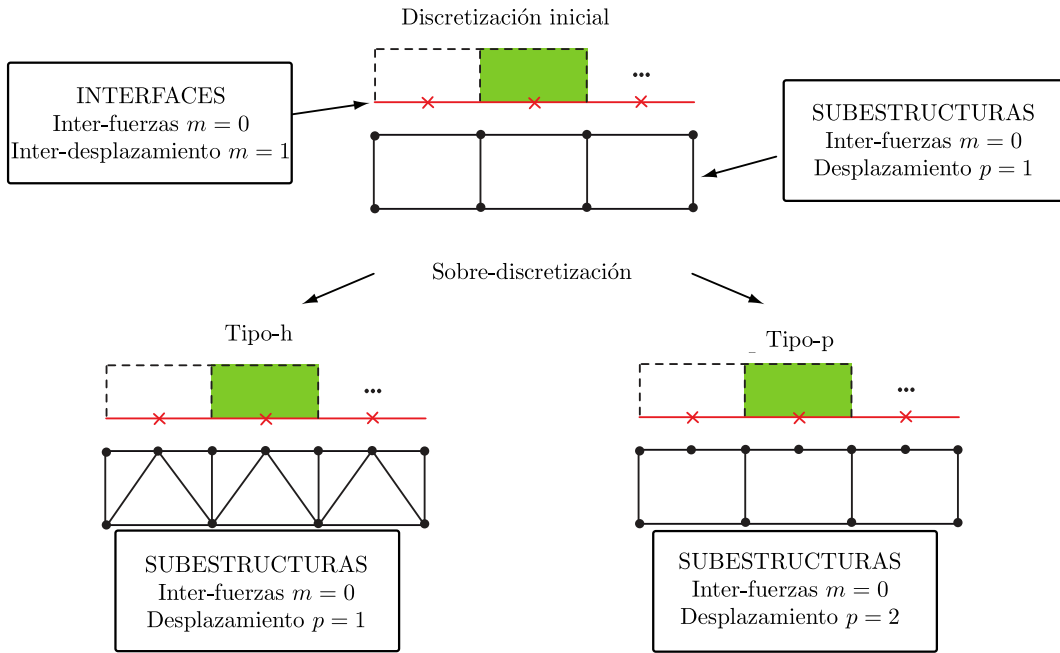 Discretización inicial
INTERFACES
Inter-fuerzas m = 0
Inter-desplazamiento m = 1
...
SUBESTRUCTURAS
Inter-fuerzas m = 0
Desplazamiento p = 1
Sobre-discretización
Tipo-h
...
SUBESTRUCTURAS
Inter-fuerzas m = 0
Desplazamiento p = 1
Tipo-p
...
SUBESTRUCTURAS
Inter-fuerzas m = 0
Desplazamiento p = 2